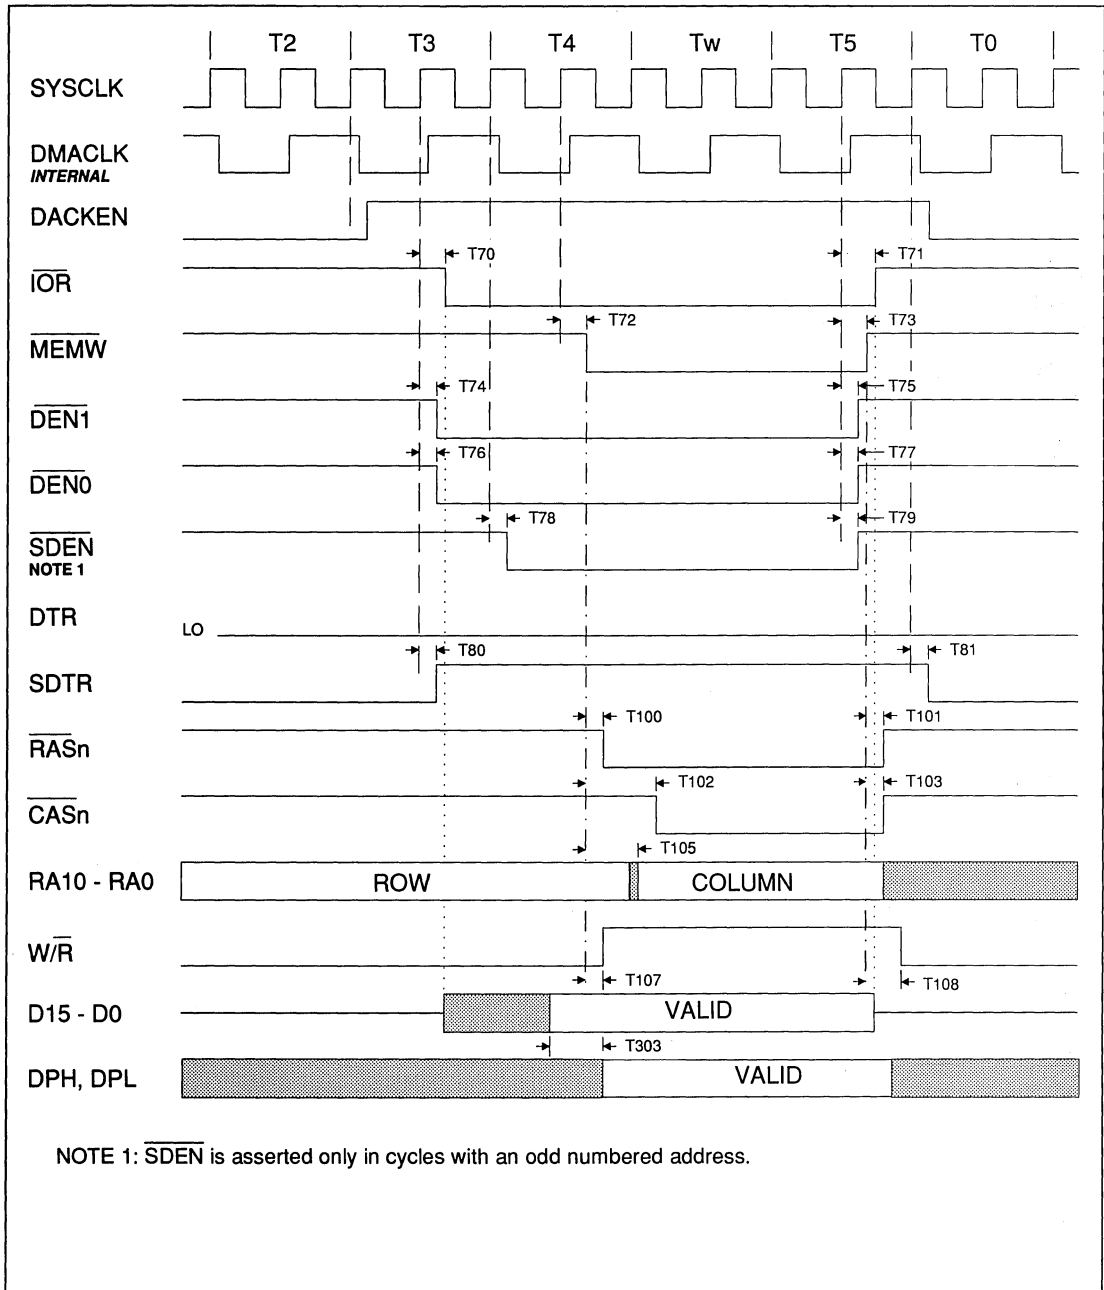 T2 T3 T4 Tw T5 T0
SYSCLK
DMACLK
INTERNAL
DACKEN
T70 T71
IOR
T72 T73
MEMW
T74 T75
DEN1
T76 T77
DEN0
T78 T79
SDEN
NOTE 1
DTR
LO
T80 T81
SDTR
T100 T101
RASn
T102 T103
CASn
T105
RA10 - RA0 ROW COLUMN
W/R
T107 T108
D15 - D0 VALID
T303
DPH, DPL VALID
NOTE 1: SDEN is asserted only in cycles with an odd numbered address.